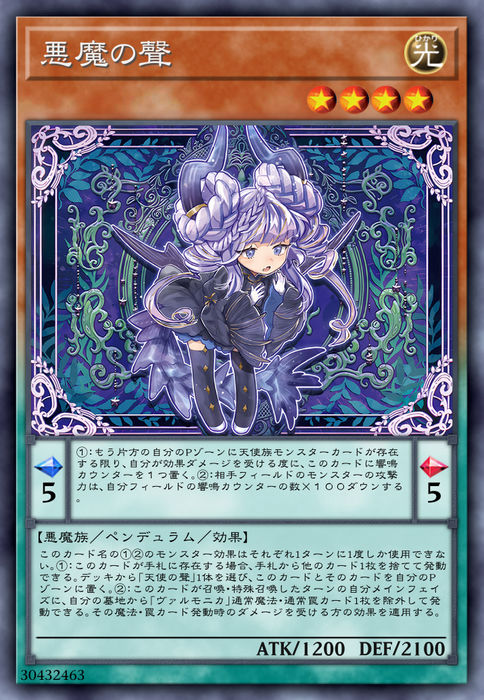 悪魔の聲
ひかり
光
①:もう片方の自分のPゾーンに天使族モンスターカードが存在
する限り、自分が効果ダメージを受ける度に、このカードに響鳴
カウンターを1つ置く。②:相手フィールドのモンスターの攻撃
力は、自分フィールドの響鳴カウンターの数×100ダウンする
。
5
5
【悪魔族/ペンデュラム/効果】
このカード名の①②のモンスター効果はそれぞれ1ターンに1度しか使用できな
い。①:このカードが手札に存在する場合、手札から他のカード1枚を捨てて発動
できる。デッキから「天使の聲」1体を選び、このカードとそのカードを自分のP
ゾーンに置く。②:このカードが召喚・特殊召喚したターンの自分メインフェイ
ズに、自分の墓地から「ヴァルモニカ」通常魔法・通常罠カード1枚を除外して発
動できる。その魔法・罠カード発動時のダメージを受ける方の効果を適用する。
ATK/1200 DEF/2100
30432463